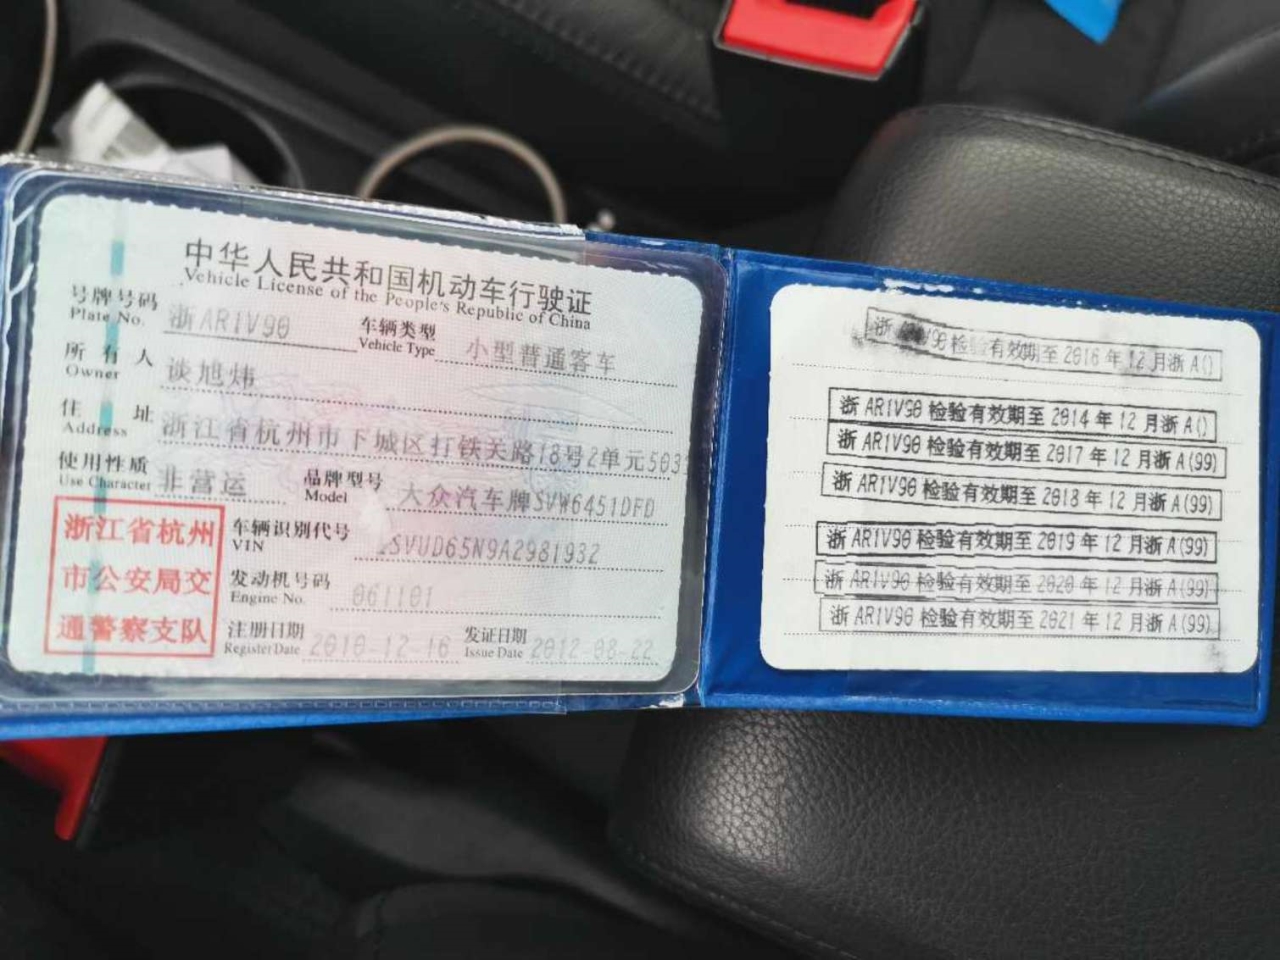 中华人民共和国机动车行驶证
Vehicle License of the People's Republic of China
号牌号码 浙AR1V90 车辆类型 小型普通客车
Plate No. Vehicle Type
所有人 谈旭炜
Owner
住址 浙江省杭州市下城区打铁关路18号2单元503
Address
使用性质 非营运 品牌型号 大众汽车牌SVW6451DFD
Use Character Model
浙江省杭州
市公安局交
通警察支队
车辆识别代号 LSVUD65N9A2981932
VIN
发动机号码 061101
Engine No.
注册日期 2010-12-16 发证日期 2012-08-22
Register Date Issue Date
浙 V90检验有效期至2016年12月浙A()
浙AR1V90检验有效期至2014年12月浙A()
浙AR1V90检验有效期至2017年12月浙A(99)
浙AR1V90检验有效期至2018年12月浙A(99)
浙AR1V90检验有效期至2019年12月浙A(99)
浙AR1V90检验有效期至2020年12月浙A(99)
浙AR1V90检验有效期至2021年12月浙A(99)